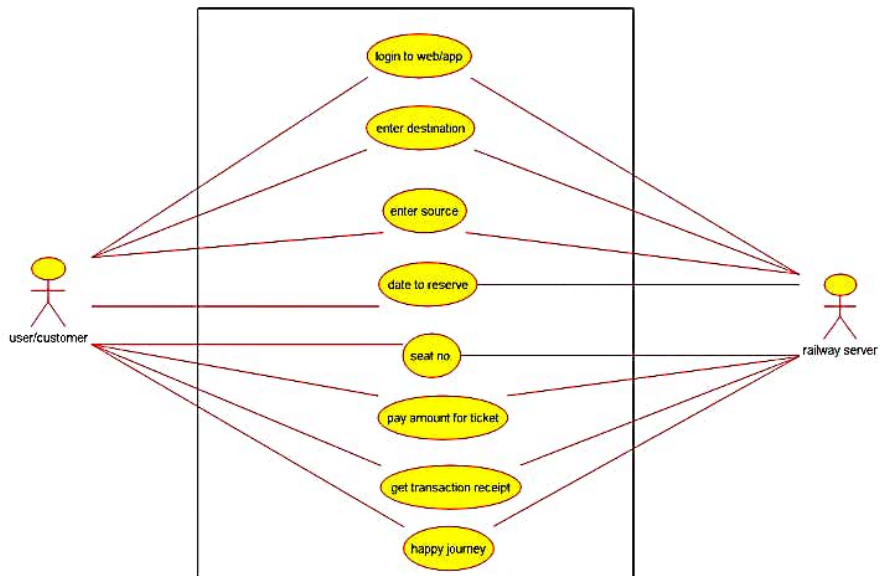 login to web/app
enter destination
enter source
date to reserve
user/customer
railway server
seat no.
pay amount for ticket
get transaction receipt
happy journey